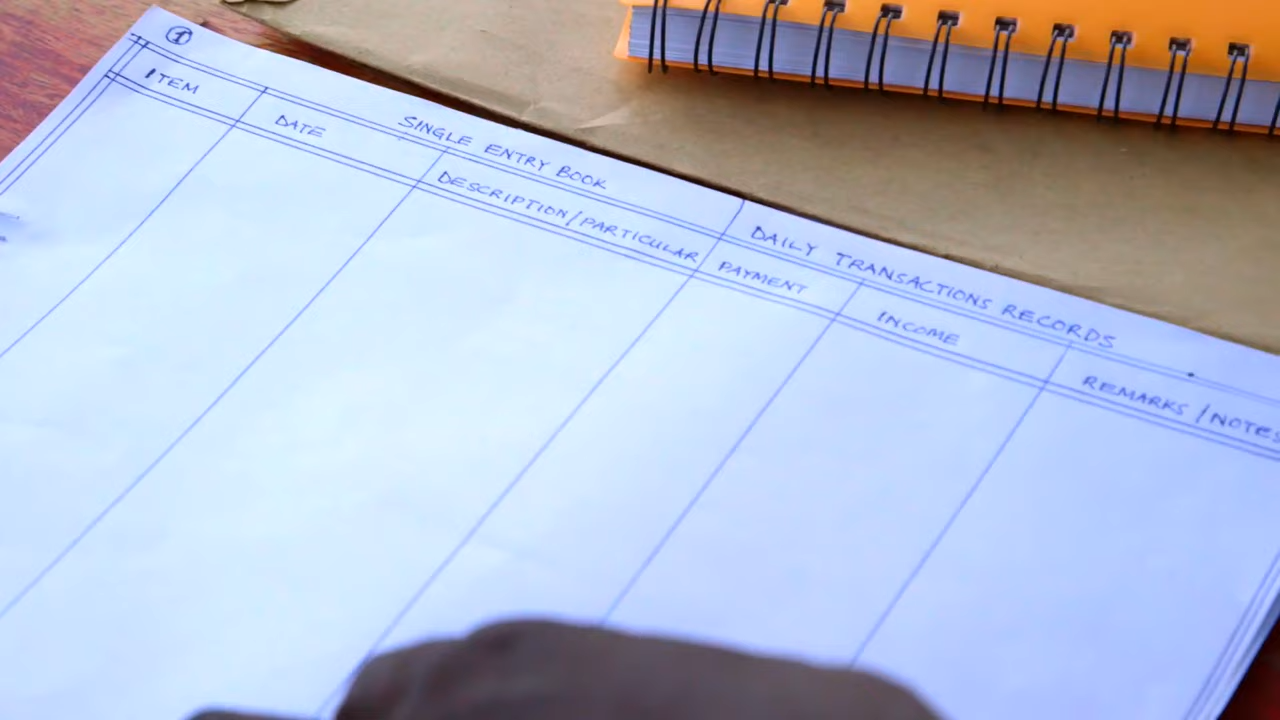 1
SINGLE ENTRY BOOK DAILY TRANSACTIONS RECORDS
ITEM DATE DESCRIPTION/PARTICULAR PAYMENT INCOME REMARKS/NOTES